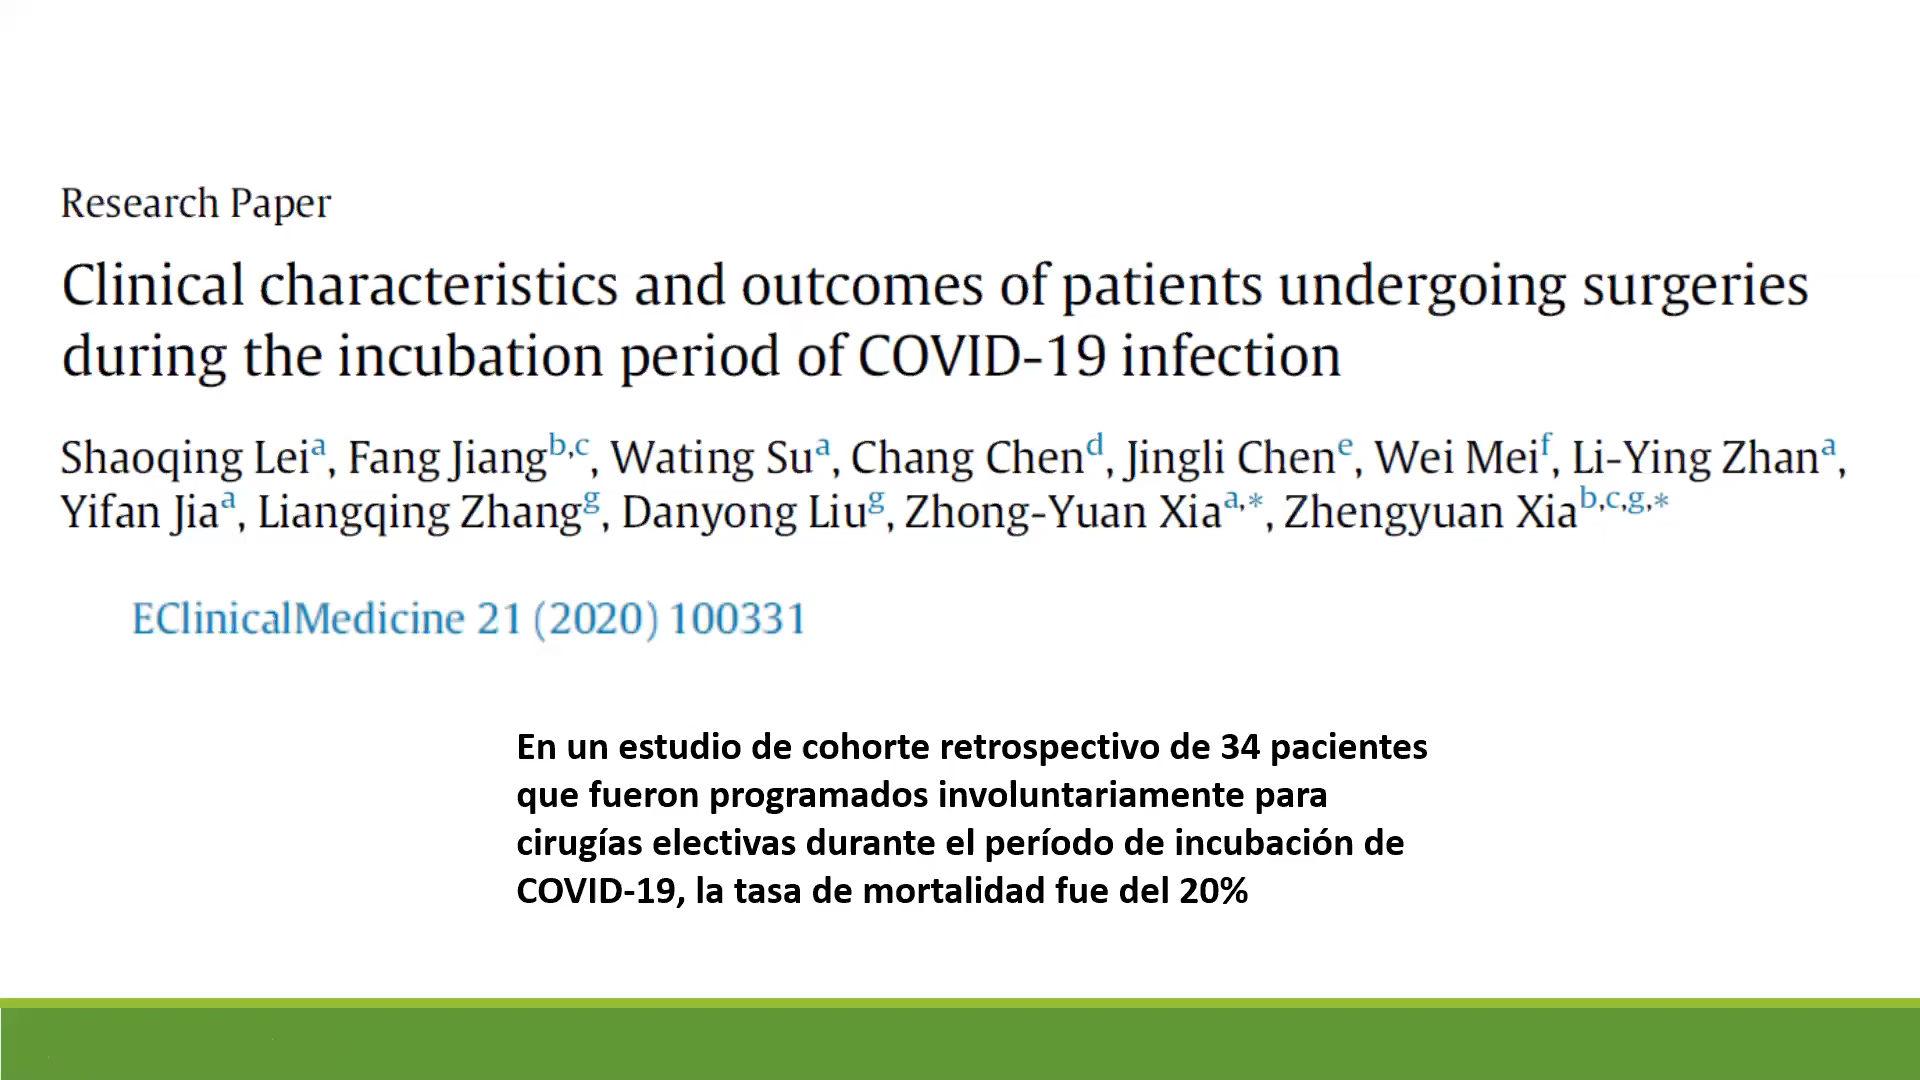 Research Paper
Clinical characteristics and outcomes of patients undergoing surgeries
during the incubation period of COVID-19 infection
Shaoqing Leiᵃ, Fang Jiangᵇ,ᶜ, Wating Suᵃ, Chang Chenᵈ, Jingli Chenᵉ, Wei Meiᶠ, Li-Ying Zhanᵃ,
Yifan Jiaᵃ, Liangqing Zhangᵍ, Danyong Liuᵍ, Zhong-Yuan Xiaᵃ,*, Zhengyuan Xiaᵇ,ᶜ,ᵍ,*
EClinicalMedicine 21 (2020) 100331
En un estudio de cohorte retrospectivo de 34 pacientes
que fueron programados involuntariamente para
cirugías electivas durante el período de incubación de
COVID-19, la tasa de mortalidad fue del 20%